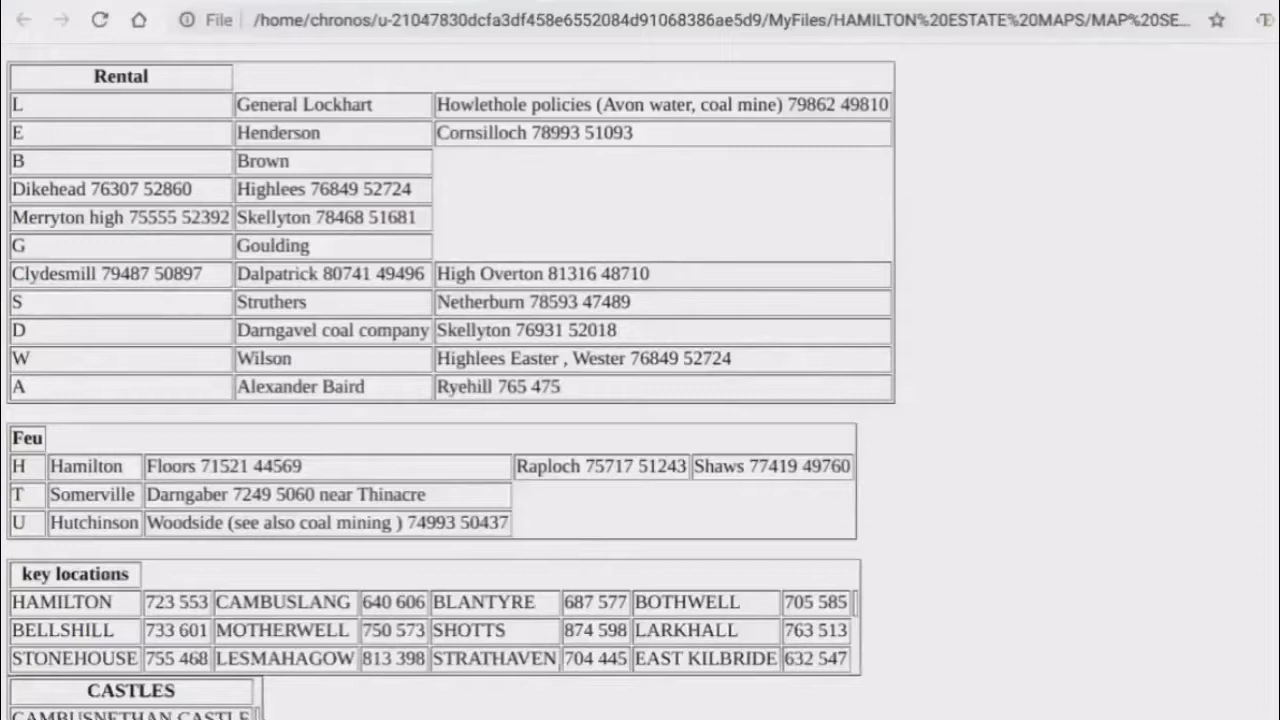 File /home/chronos/u-21047830dcfa3df458e6552084d91068386ae5d9/MyFiles/HAMILTON%20ESTATE%20MAPS/MAP%20SE...
Rental
L General Lockhart Howlethole policies (Avon water, coal mine) 79862 49810
E Henderson Cornsilloch 78993 51093
B Brown
Dikehead 76307 52860 Highlees 76849 52724
Merryton high 75555 52392 Skellyton 78468 51681
G Goulding
Clydesmill 79487 50897 Dalpatrick 80741 49496 High Overton 81316 48710
S Struthers Netherburn 78593 47489
D Darngavel coal company Skellyton 76931 52018
W Wilson Highlees Easter , Wester 76849 52724
A Alexander Baird Ryehill 765 475
Feu
H Hamilton Floors 71521 44569 Raploch 75717 51243 Shaws 77419 49760
T Somerville Darngaber 7249 5060 near Thinacre
U Hutchinson Woodside (see also coal mining ) 74993 50437
key locations
HAMILTON 723 553 CAMBUSLANG 640 606 BLANTYRE 687 577 BOTHWELL 705 585
BELLSHILL 733 601 MOTHERWELL 750 573 SHOTTS 874 598 LARKHALL 763 513
STONEHOUSE 755 468 LESMAHAGOW 813 398 STRATHAVEN 704 445 EAST KILBRIDE 632 547
CASTLES
CAMBUSNETHAN CASTLE